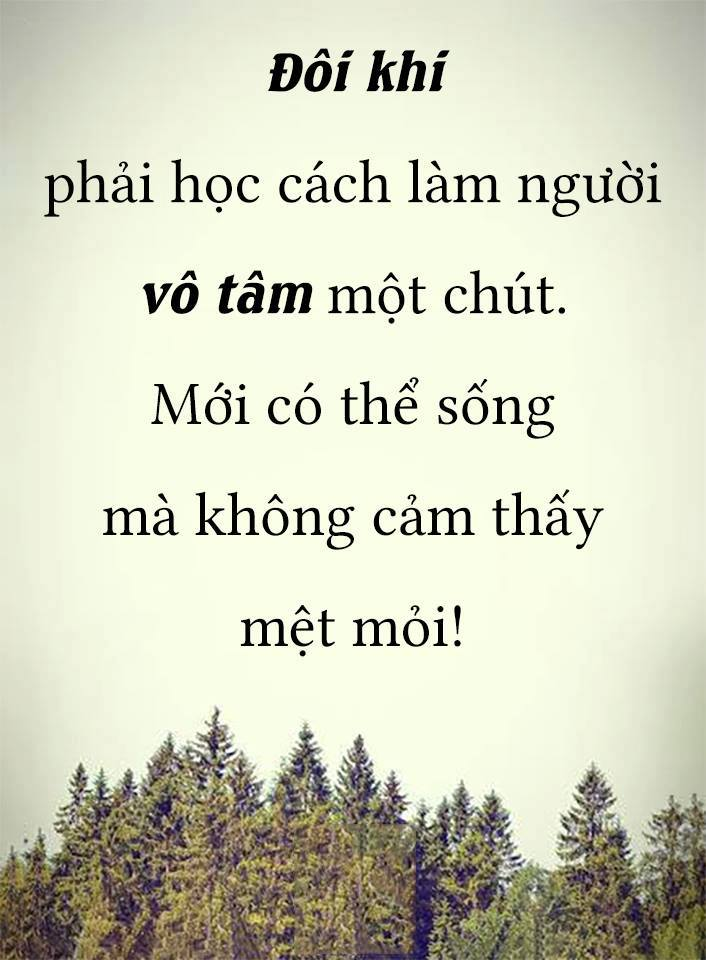 Đôi khi
phải học cách làm người
vô tâm một chút.
Mới có thể sống
mà không cảm thấy
mệt mỏi!